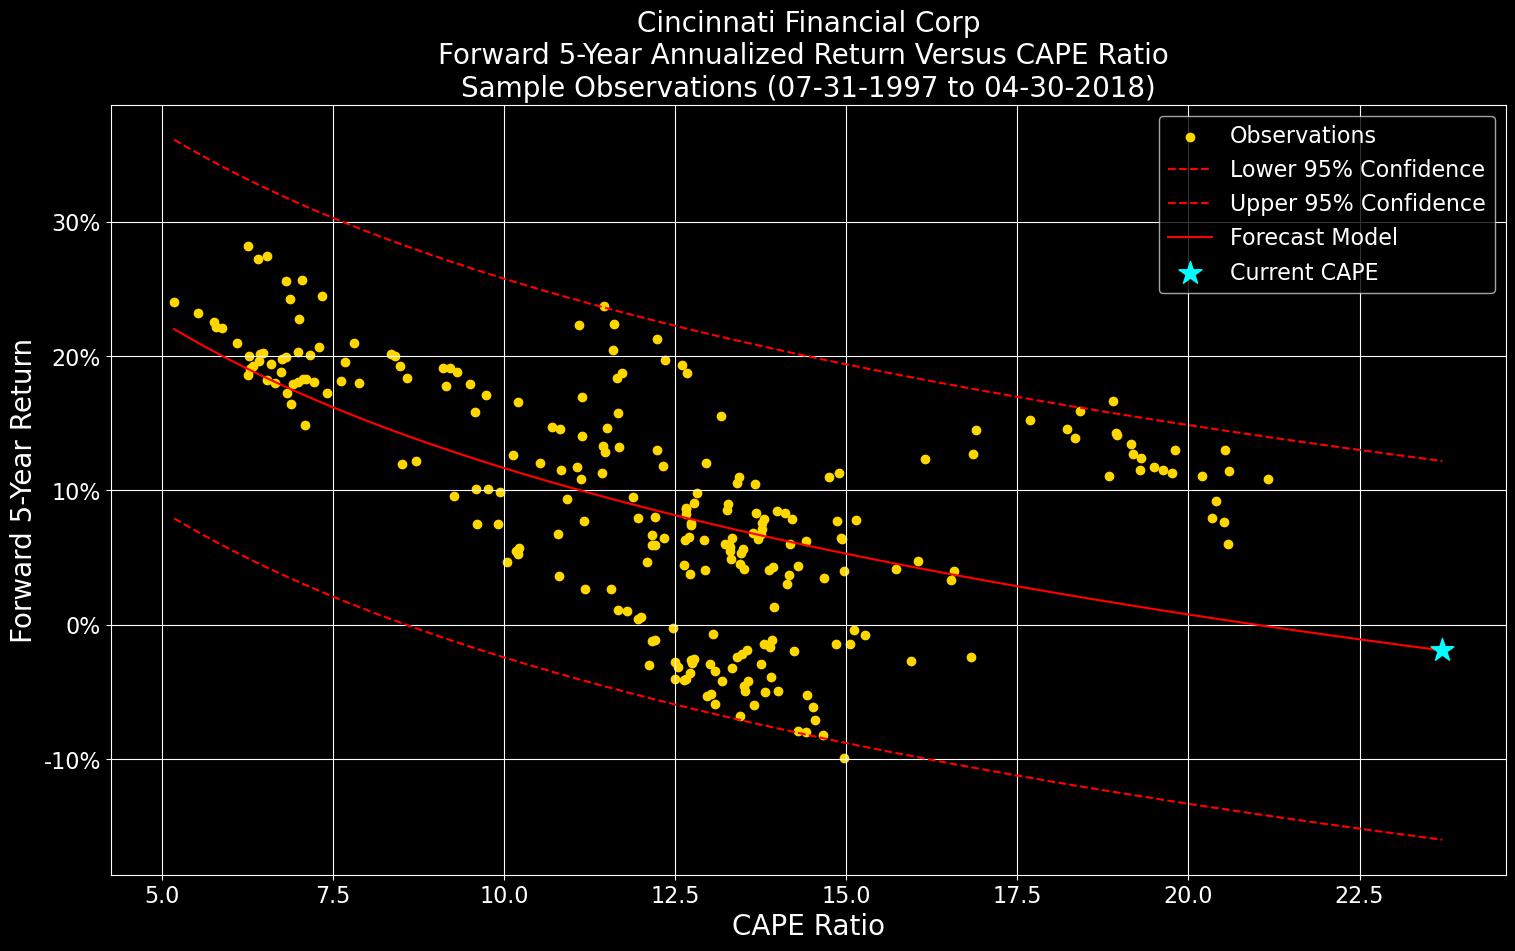 Cincinnati Financial Corp
Forward 5-Year Annualized Return Versus CAPE Ratio
Sample Observations (07-31-1997 to 04-30-2018)
Observations
Lower 95% Confidence
Upper 95% Confidence
Forecast Model
Current CAPE
Forward 5-Year Return
30%
20%
10%
0%
-10%
5.0 7.5 10.0 12.5 15.0 17.5 20.0 22.5
CAPE Ratio